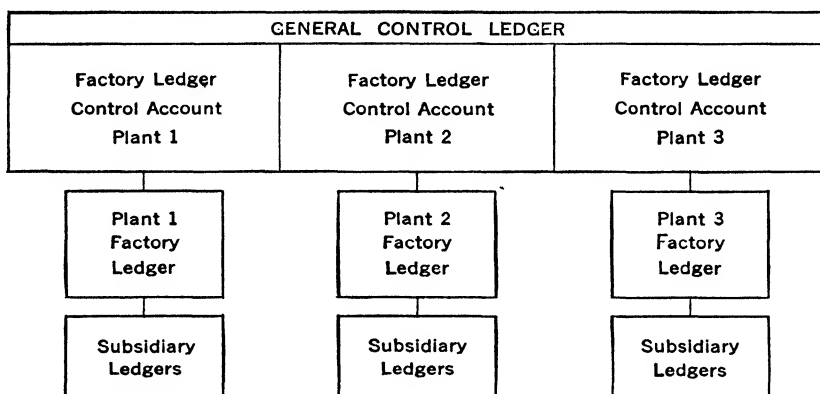 GENERAL CONTROL LEDGER
Factory Ledger
Control Account
Plant 1
Factory Ledger
Control Account
Plant 2
Factory Ledger
Control Account
Plant 3
Plant 1
Factory
Ledger
Plant 2
Factory
Ledger
Plant 3
Factory
Ledger
Subsidiary
Ledgers
Subsidiary
Ledgers
Subsidiary
Ledgers